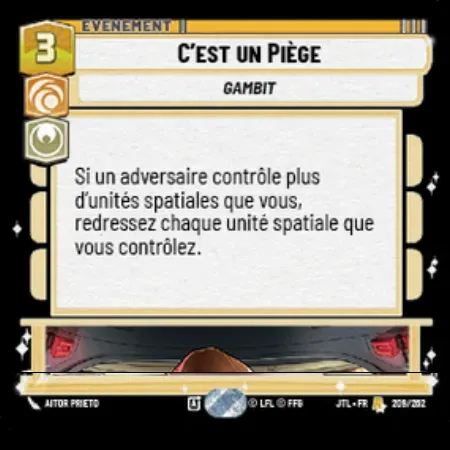 ÉVÉNEMENT
3
C'EST UN PIÈGE
GAMBIT
Si un adversaire contrôle plus
d'unités spatiales que vous,
redressez chaque unité spatiale que
vous contrôlez.
AITOR PRIETO
© LFL © FFG
JTL • FR
209/262